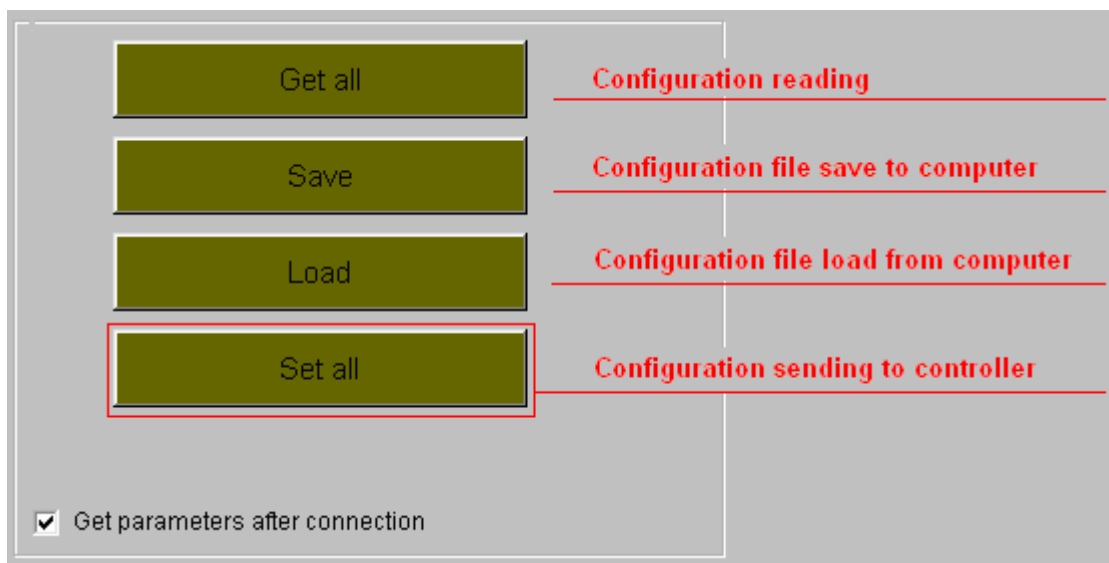 Get all
Configuration reading
Save
Configuration file save to computer
Load
Configuration file load from computer
Set all
Configuration sending to controller
Get parameters after connection